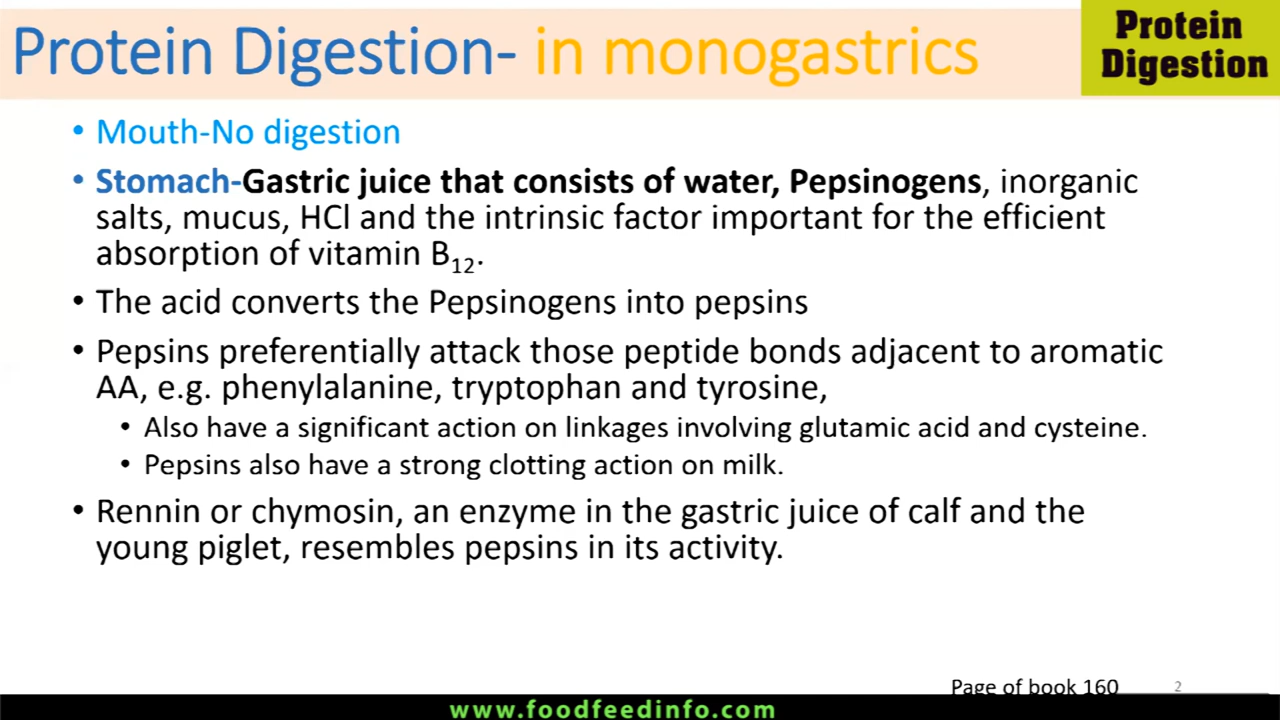 Protein Digestion- in monogastrics
Protein
Digestion
• Mouth-No digestion
• Stomach-Gastric juice that consists of water, Pepsinogens, inorganic
salts, mucus, HCl and the intrinsic factor important for the efficient
absorption of vitamin B12.
• The acid converts the Pepsinogens into pepsins
• Pepsins preferentially attack those peptide bonds adjacent to aromatic
AA, e.g. phenylalanine, tryptophan and tyrosine,
• Also have a significant action on linkages involving glutamic acid and cysteine.
• Pepsins also have a strong clotting action on milk.
• Rennin or chymosin, an enzyme in the gastric juice of calf and the
young piglet, resembles pepsins in its activity.
Page of book 160
2
www.foodfeedinfo.com